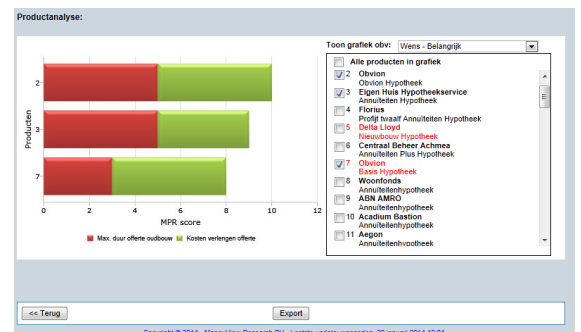 Productanalyse:
Toon grafiek obv: Wens - Belangrijk
Alle producten in grafiek
2 Obvion
Obvion Hypotheek
3 Eigen Huis Hypotheekservice
Annuïteiten Hypotheek
4 Florius
Profijt twaalf Annuïteiten Hypotheek
5 Delta Lloyd
Nieuwbouw Hypotheek
6 Centraal Beheer Achmea
Annuïteiten Plus Hypotheek
7 Obvion
Basis Hypotheek
8 Woonfonds
Annuïteitenhypotheek
9 ABN AMRO
Annuïteitenhypotheek
10 Acadium Bastion
Annuïteitenhypotheek
11 Aegon
Annuïteitenhypotheek
Producten
2
3
7
0 2 4 6 8 10 12
MPR score
Max. duur offerte oudbouw Kosten verlengen offerte
<< Terug Export